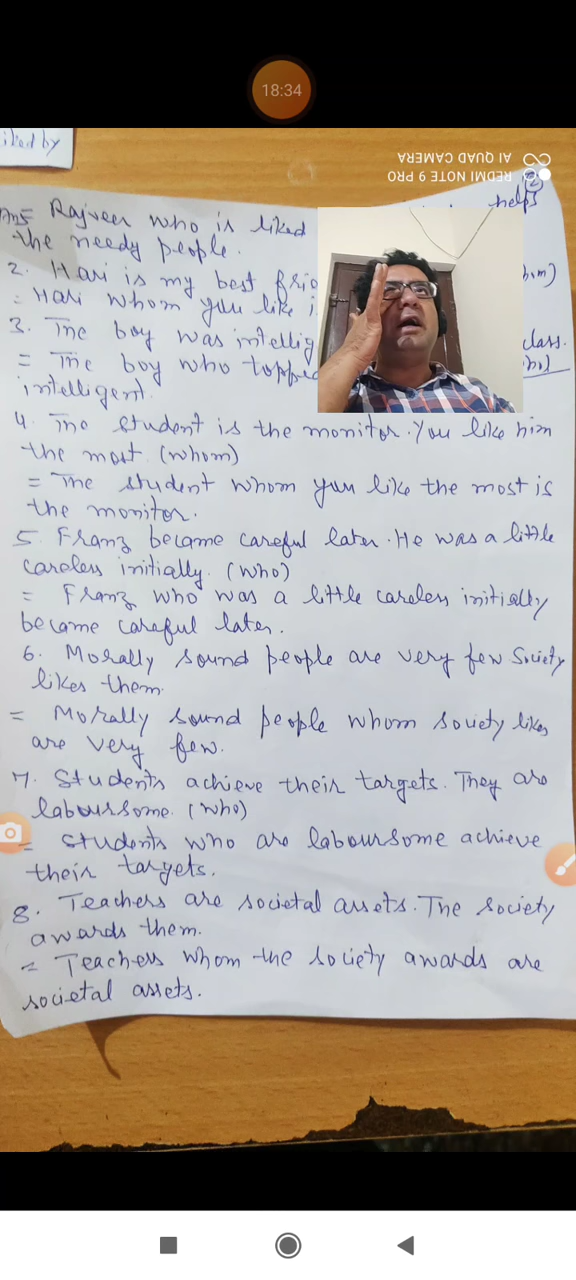 18:34
liked by
REDMI NOTE 9 PRO
AI QUAD CAMERA
2
Ans Rajveer who is liked helps
the needy people.
2. Hari is my best
= Hari whom you like
3. The boy was class.
= The boy who
intelligent.
4. The student is the monitor. You like him
the most. (whom)
= The student whom you like the most is
the monitor.
5. Franz became careful later. He was a little
careless initially. (who)
= Franz who was a little careless initially
became careful later.
6. Morally sound people are very few Society
likes them.
= Morally sound people whom society likes
are very few.
7. Students achieve their targets. They are
laboursome. (who)
= Students who are laboursome achieve
their targets.
8. Teachers are societal assets. The society
awards them.
= Teachers whom the society awards are
societal assets.